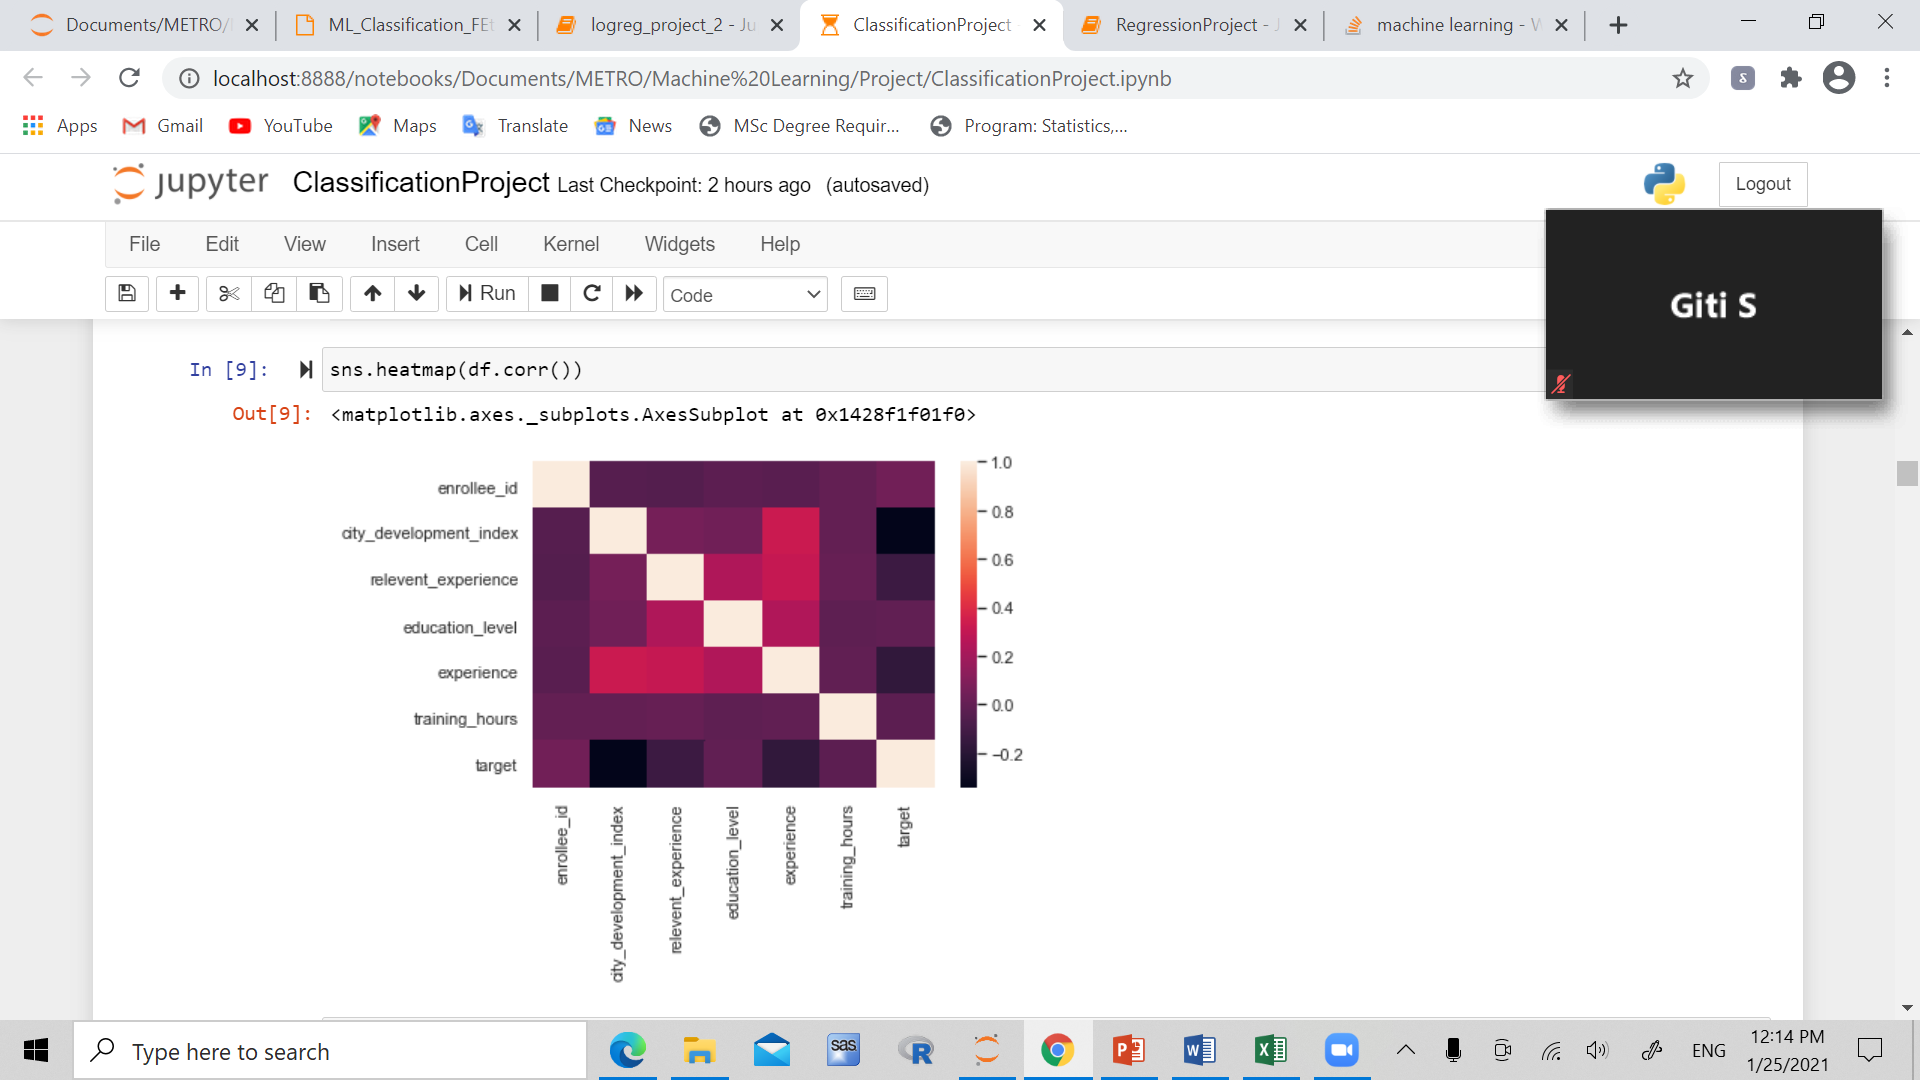 Documents/METRO/
ML_Classification_FEt
logreg_project_2 - Ju
ClassificationProject -
RegressionProject - J
machine learning - W
localhost:8888/notebooks/Documents/METRO/Machine%20Learning/Project/ClassificationProject.ipynb
Apps
Gmail
YouTube
Maps
Translate
News
MSc Degree Requir...
Program: Statistics,...
jupyter
ClassificationProject Last Checkpoint: 2 hours ago (autosaved)
Logout
File Edit View Insert Cell Kernel Widgets Help
Run
Code
Giti S
In [9]: sns.heatmap(df.corr())
Out[9]: <matplotlib.axes._subplots.AxesSubplot at 0x1428f1f01f0>
enrollee_id
city_development_index
relevent_experience
education_level
experience
training_hours
target
1.0
0.8
0.6
0.4
0.2
0.0
−0.2
enrollee_id
city_development_index
relevent_experience
education_level
experience
training_hours
target
Type here to search
sas
R
P
W
X
ENG
12:14 PM
1/25/2021